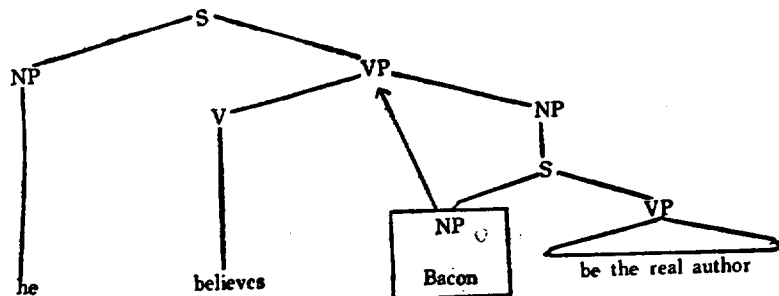 S
NP VP
V NP
S
NP VP
he believes Bacon be the real author